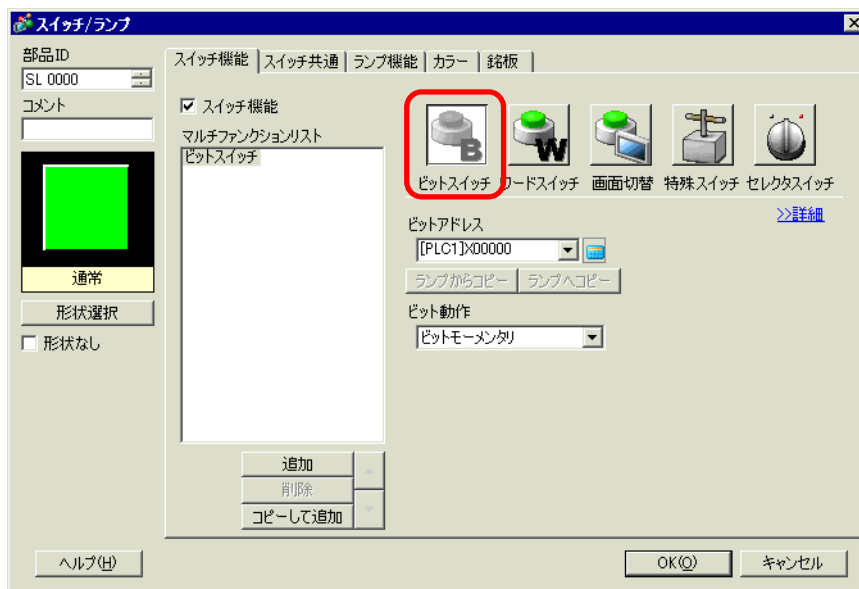 スイッチ/ランプ
部品ID
SL 0000
コメント
通常
形状選択
形状なし
スイッチ機能
スイッチ共通
ランプ機能
カラー
銘板
スイッチ機能
マルチファンクションリスト
ビットスイッチ
追加
削除
コピーして追加
B
W
ビットスイッチ
ワードスイッチ
画面切替
特殊スイッチ
セレクタスイッチ
>>詳細
ビットアドレス
[PLC1]X00000
ランプからコピー
ランプへコピー
ビット動作
ビットモーメンタリ
ヘルプ(H)
OK(O)
キャンセル